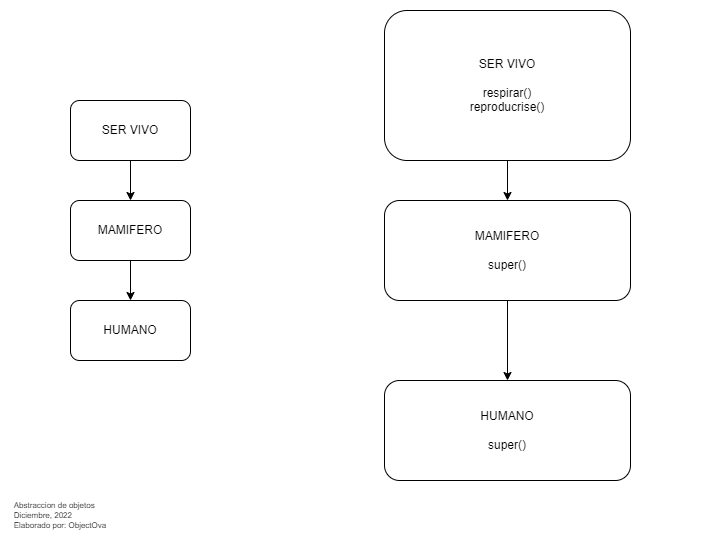 SER VIVO
MAMIFERO
HUMANO
SER VIVO
respirar()
reproducrise()
MAMIFERO
super()
HUMANO
super()
Abstraccion de objetos
Diciembre, 2022
Elaborado por: ObjectOva